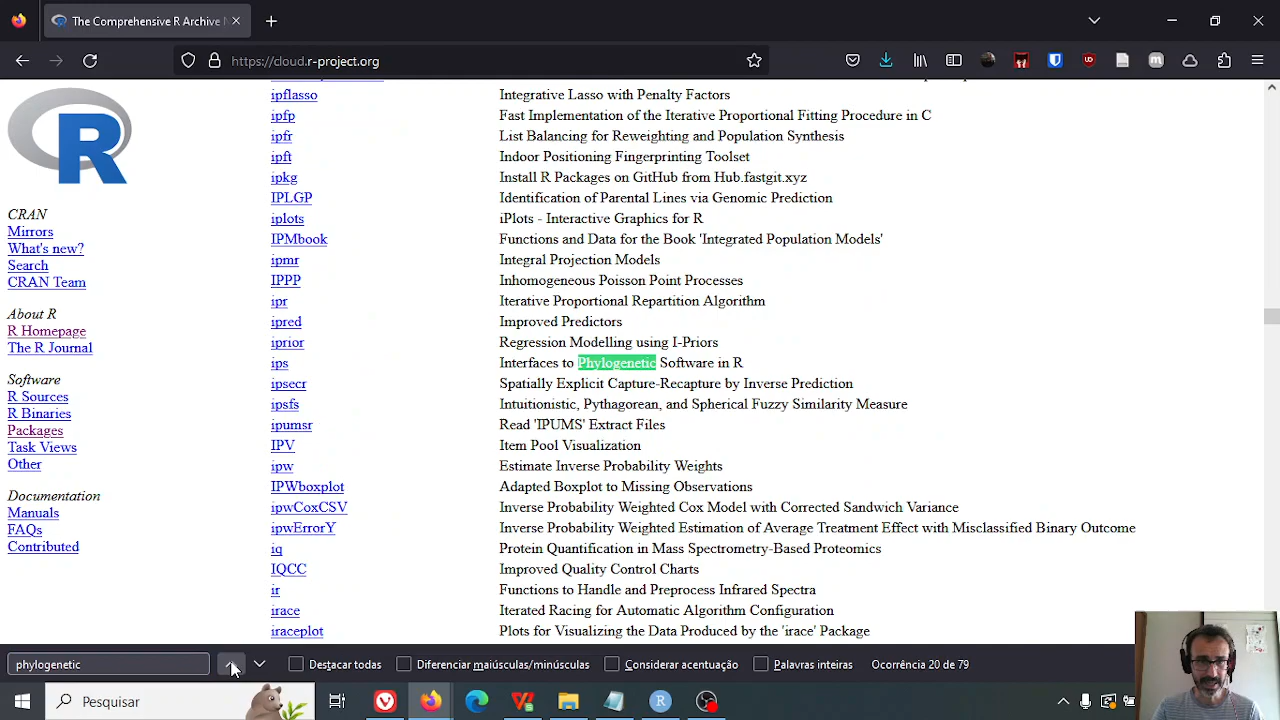 The Comprehensive R Archive N
https://cloud.r-project.org
R
CRAN
Mirrors
What's new?
Search
CRAN Team
About R
R Homepage
The R Journal
Software
R Sources
R Binaries
Packages
Task Views
Other
Documentation
Manuals
FAQs
Contributed
ipflasso Integrative Lasso with Penalty Factors
ipfp Fast Implementation of the Iterative Proportional Fitting Procedure in C
ipfr List Balancing for Reweighting and Population Synthesis
ipft Indoor Positioning Fingerprinting Toolset
ipkg Install R Packages on GitHub from Hub.fastgit.xyz
IPLGP Identification of Parental Lines via Genomic Prediction
iplots iPlots - Interactive Graphics for R
IPMbook Functions and Data for the Book 'Integrated Population Models'
ipmr Integral Projection Models
IPPP Inhomogeneous Poisson Point Processes
ipr Iterative Proportional Repartition Algorithm
ipred Improved Predictors
iprior Regression Modelling using I-Priors
ips Interfaces to Phylogenetic Software in R
ipsecr Spatially Explicit Capture-Recapture by Inverse Prediction
ipsfs Intuitionistic, Pythagorean, and Spherical Fuzzy Similarity Measure
ipumsr Read 'IPUMS' Extract Files
IPV Item Pool Visualization
ipw Estimate Inverse Probability Weights
IPWboxplot Adapted Boxplot to Missing Observations
ipwCoxCSV Inverse Probability Weighted Cox Model with Corrected Sandwich Variance
ipwErrorY Inverse Probability Weighted Estimation of Average Treatment Effect with Misclassified Binary Outcome
iq Protein Quantification in Mass Spectrometry-Based Proteomics
IQCC Improved Quality Control Charts
ir Functions to Handle and Preprocess Infrared Spectra
irace Iterated Racing for Automatic Algorithm Configuration
iraceplot Plots for Visualizing the Data Produced by the 'irace' Package
phylogenetic Destacar todas Diferenciar maiúsculas/minúsculas Considerar acentuação Palavras inteiras Ocorrência 20 de 79
Pesquisar